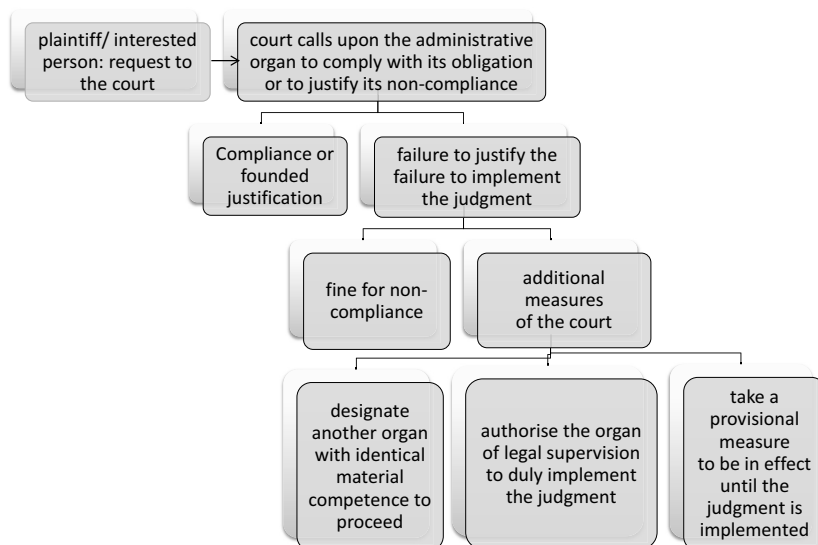 plaintiff/ interested
person: request to
the court
court calls upon the administrative
organ to comply with its obligation
or to justify its non-compliance
Compliance or
founded
justification
failure to justify the
failure to implement
the judgment
fine for non-
compliance
additional
measures
of the court
designate
another organ
with identical
material
competence to
proceed
authorise the organ
of legal supervision
to duly implement
the judgment
take a
provisional
measure
to be in effect
until the
judgment is
implemented